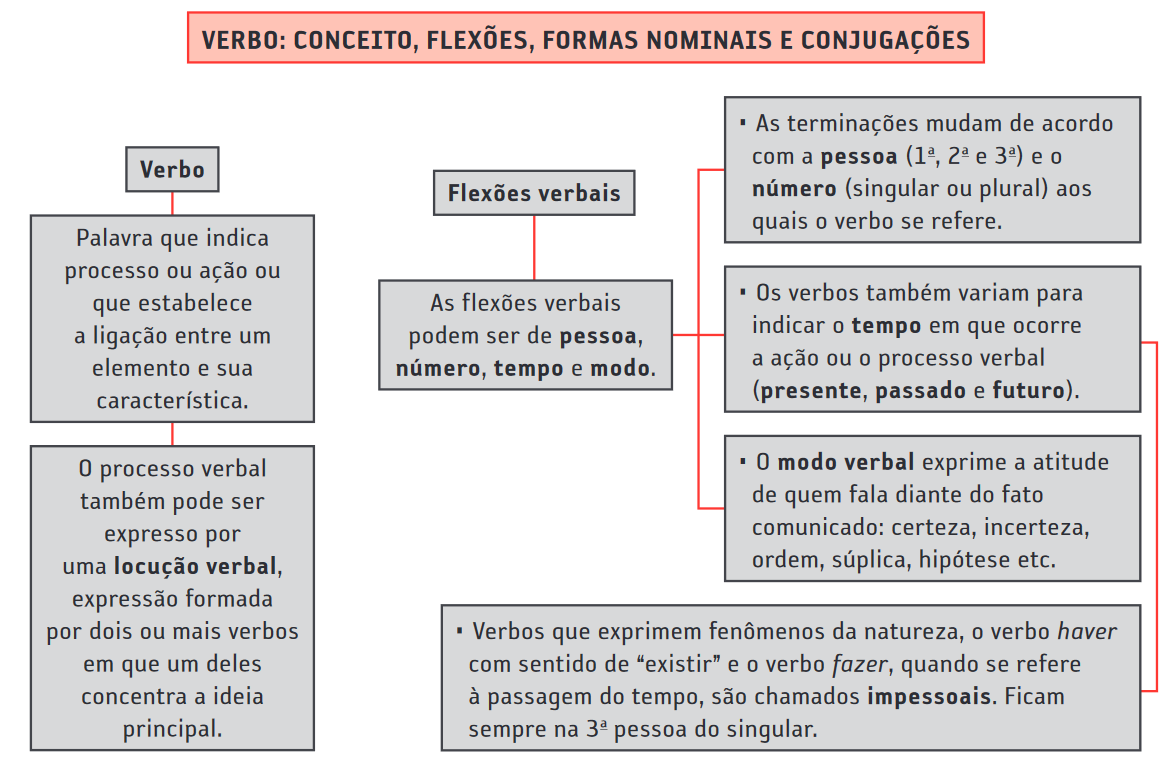 VERBO: CONCEITO, FLEXÕES, FORMAS NOMINAIS E CONJUGAÇÕES
Verbo
Palavra que indica
processo ou ação ou
que estabelece
a ligação entre um
elemento e sua
característica.
O processo verbal
também pode ser
expresso por
uma locução verbal,
expressão formada
por dois ou mais verbos
em que um deles
concentra a ideia
principal.
Flexões verbais
As flexões verbais
podem ser de pessoa,
número, tempo e modo.
· As terminações mudam de acordo
com a pessoa (1ª, 2ª e 3ª) e o
número (singular ou plural) aos
quais o verbo se refere.
· Os verbos também variam para
indicar o tempo em que ocorre
a ação ou o processo verbal
(presente, passado e futuro).
· O modo verbal exprime a atitude
de quem fala diante do fato
comunicado: certeza, incerteza,
ordem, súplica, hipótese etc.
· Verbos que exprimem fenômenos da natureza, o verbo haver
com sentido de “existir” e o verbo fazer, quando se refere
à passagem do tempo, são chamados impessoais. Ficam
sempre na 3ª pessoa do singular.